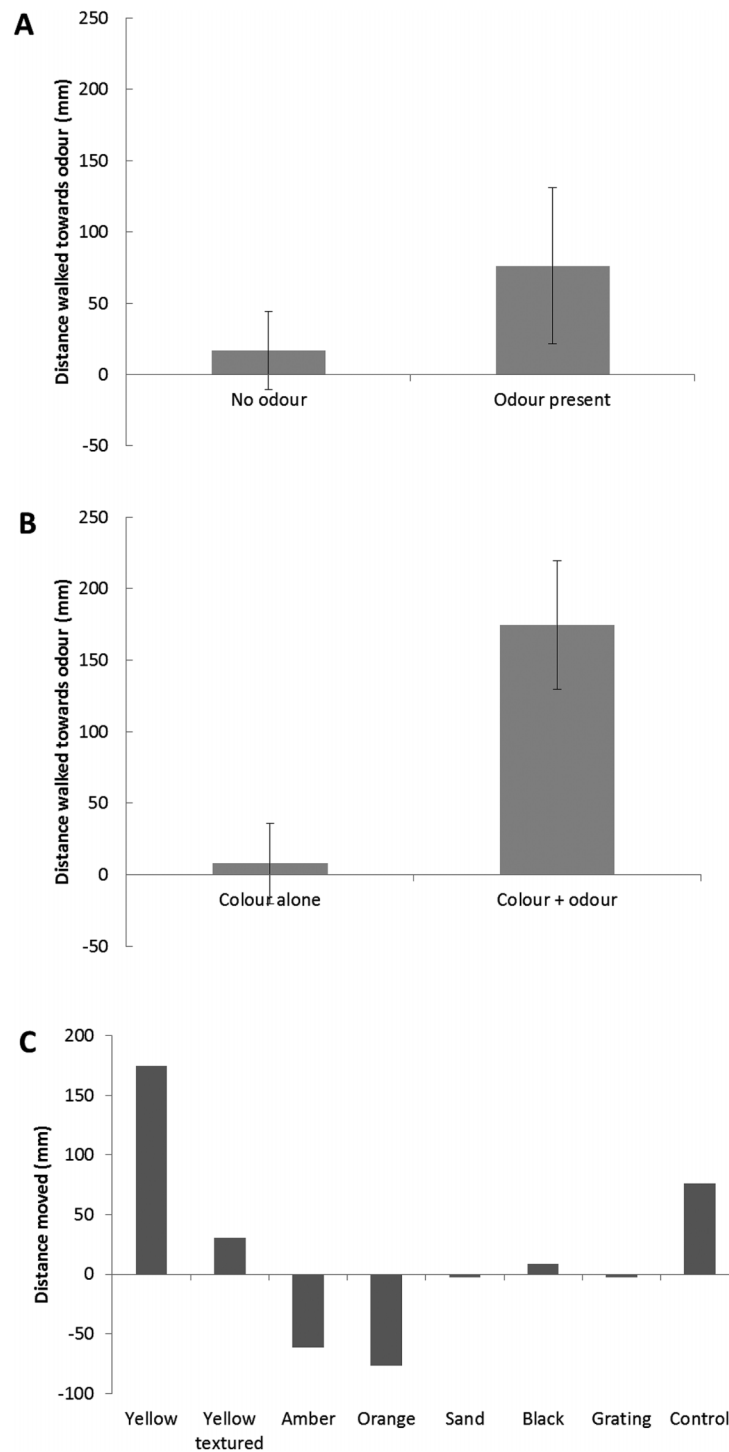 A
250
200
150
100
50
0
-50
Distance walked towards odour (mm)
No odour
Odour present
B
250
200
150
100
50
0
-50
Distance walked towards odour (mm)
Colour alone
Colour + odour
C
200
150
100
50
0
-50
-100
Distance moved (mm)
Yellow
Yellow
textured
Amber
Orange
Sand
Black
Grating
Control